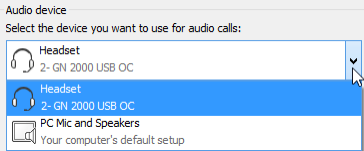 Audio device
Select the device you want to use for audio calls:
Headset
2- GN 2000 USB OC
Headset
2- GN 2000 USB OC
PC Mic and Speakers
Your computer's default setup